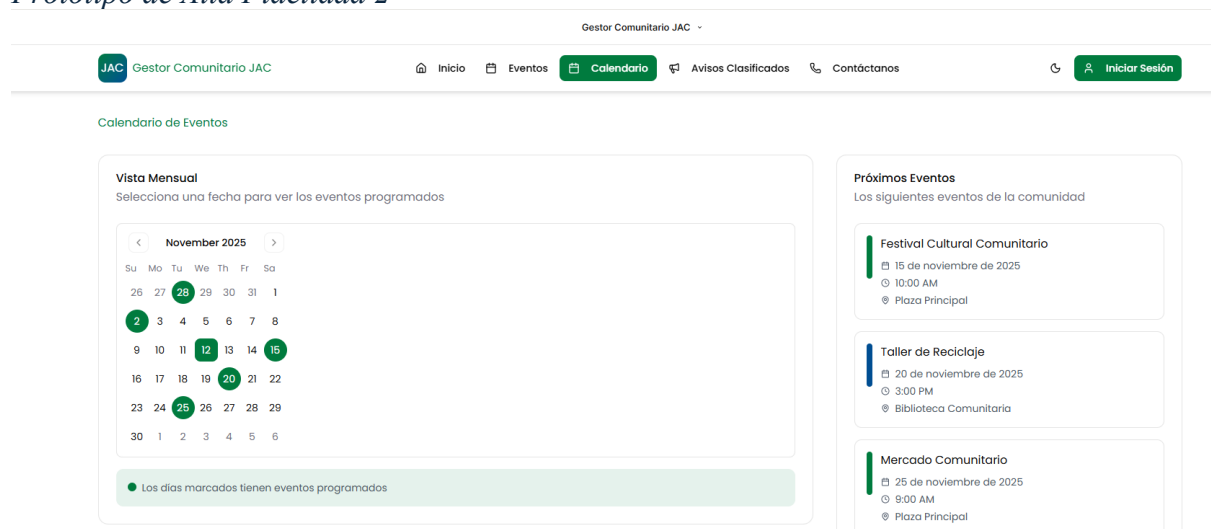 Prototipo de Alta Fidelidad 2
Gestor Comunitario JAC
JAC Gestor Comunitario JAC Inicio Eventos Calendario Avisos Clasificados Contáctanos Iniciar Sesión
Calendario de Eventos
Vista Mensual
Selecciona una fecha para ver los eventos programados
November 2025
Su Mo Tu We Th Fr Sa
26 27 28 29 30 31 1
2 3 4 5 6 7 8
9 10 11 12 13 14 15
16 17 18 19 20 21 22
23 24 25 26 27 28 29
30 1 2 3 4 5 6
Los días marcados tienen eventos programados
Próximos Eventos
Los siguientes eventos de la comunidad
Festival Cultural Comunitario
15 de noviembre de 2025
10:00 AM
Plaza Principal
Taller de Reciclaje
20 de noviembre de 2025
3:00 PM
Biblioteca Comunitaria
Mercado Comunitario
25 de noviembre de 2025
9:00 AM
Plaza Principal